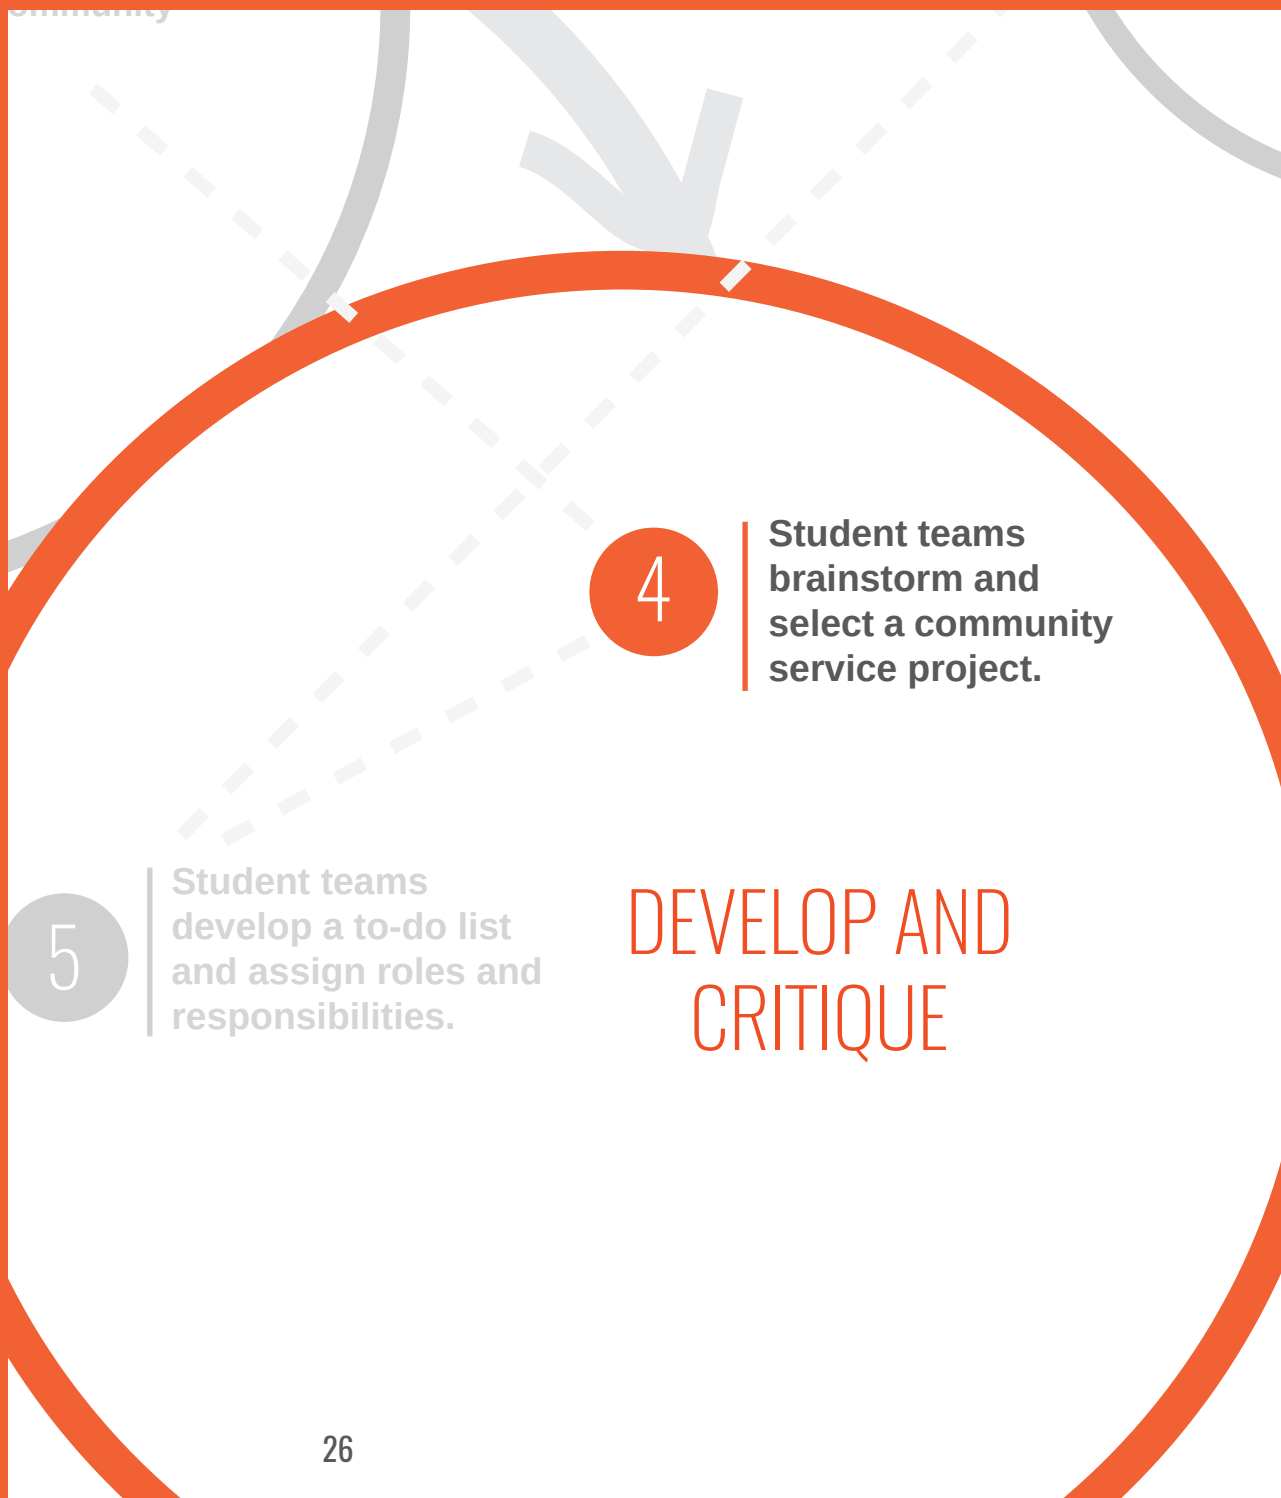 4
Student teams
brainstorm and
select a community
service project.
5
Student teams
develop a to-do list
and assign roles and
responsibilities.
DEVELOP AND
CRITIQUE
26